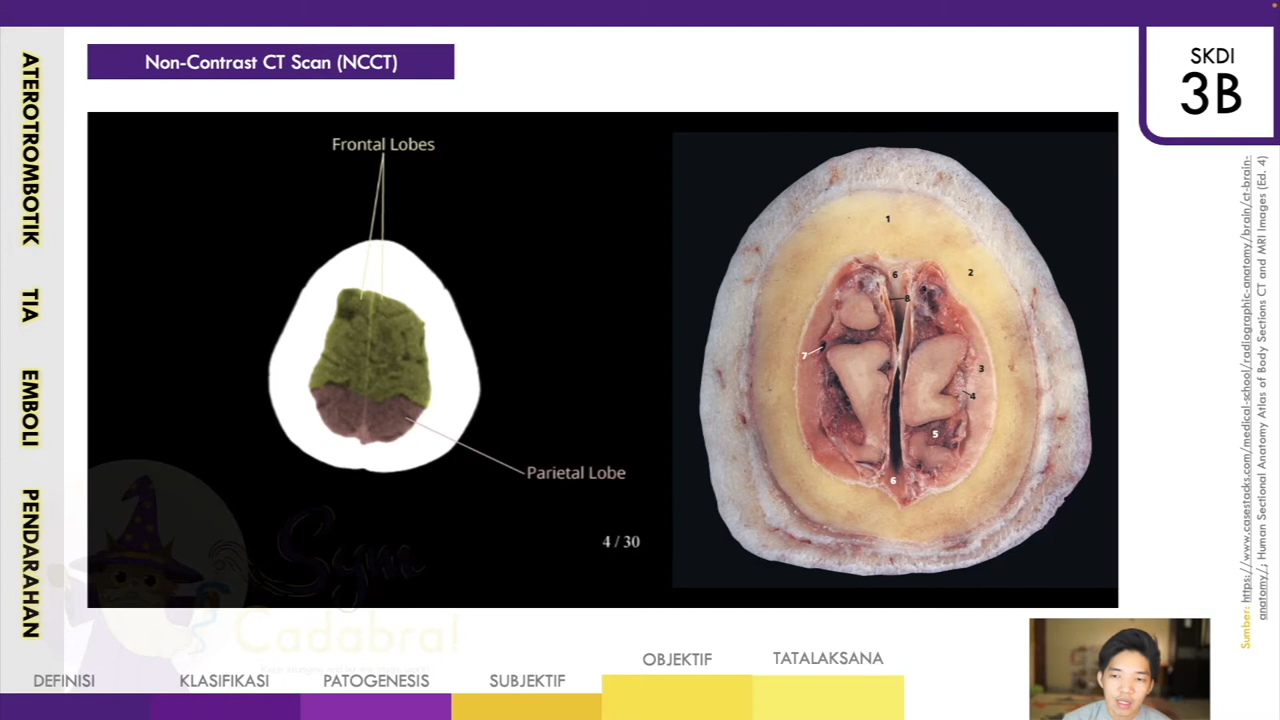 Non-Contrast CT Scan (NCCT)
SKDI
3B
ATEROTROMBOTIK
TIA
EMBOLI
PENDARAHAN
Frontal Lobes
Parietal Lobe
4 / 30
1
2
6
8
7
3
4
5
6
Sym
Cadabra!
Sumber: https://www.casestacks.com/medical-school/radiographic-anatomy/brain/ct-brain-
anatomy/.; Human Sectional Anatomy Atlas of Body Sections CT and MRI Images (Ed. 4)
DEFINISI
KLASIFIKASI
PATOGENESIS
SUBJEKTIF
OBJEKTIF
TATALAKSANA